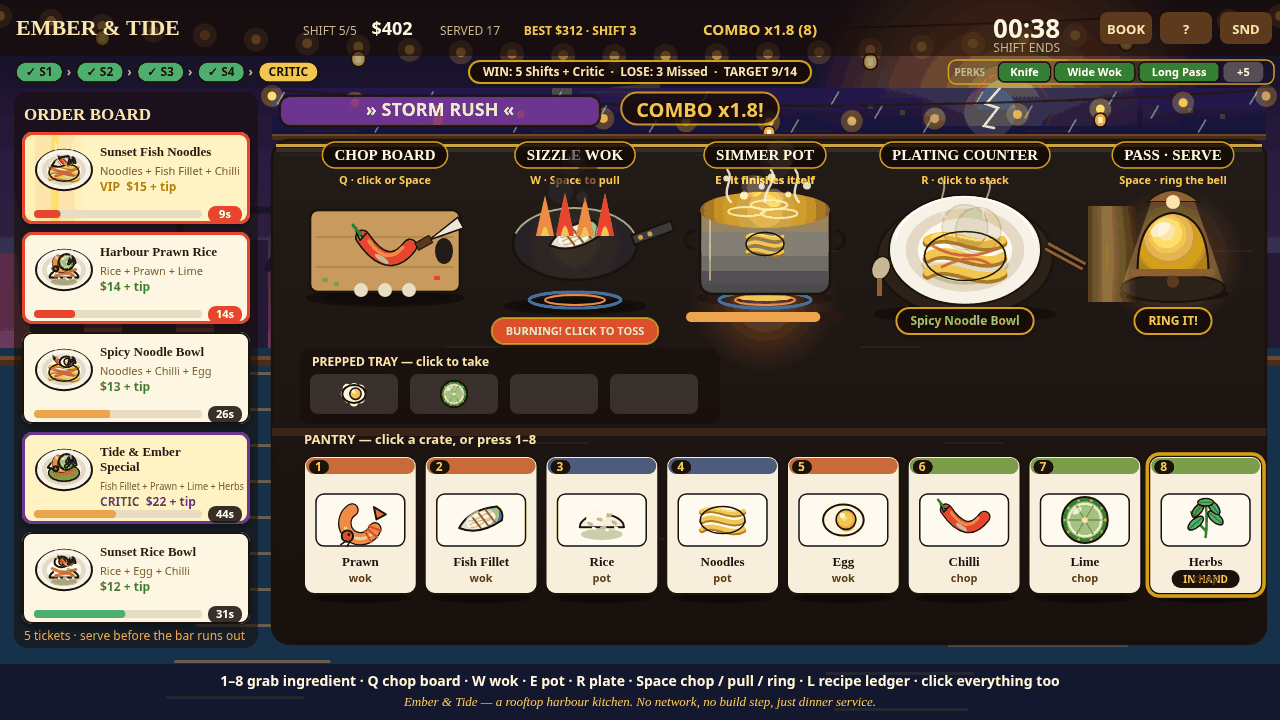 EMBER & TIDE
SHIFT 5/5 $402 SERVED 17 BEST $312 · SHIFT 3 COMBO x1.8 (8)
00:38
SHIFT ENDS
BOOK ? SND
✓ S1 › ✓ S2 › ✓ S3 › ✓ S4 › CRITIC
WIN: 5 Shifts + Critic · LOSE: 3 Missed · TARGET 9/14
PERKS Knife Wide Wok Long Pass +5
ORDER BOARD
Sunset Fish Noodles
Noodles + Fish Fillet + Chilli
VIP $15 + tip
9s
Harbour Prawn Rice
Rice + Prawn + Lime
$14 + tip
14s
Spicy Noodle Bowl
Noodles + Chilli + Egg
$13 + tip
26s
Tide & Ember
Special
Fish Fillet + Prawn + Lime + Herbs
CRITIC $22 + tip
44s
Sunset Rice Bowl
Rice + Egg + Chilli
$12 + tip
31s
5 tickets · serve before the bar runs out
» STORM RUSH «
COMBO x1.8!
CHOP BOARD SIZZLE WOK SIMMER POT PLATING COUNTER PASS · SERVE
Q · click or Space W · Space to pull E · it finishes itself R · click to stack Space · ring the bell
BURNING! CLICK TO TOSS
Spicy Noodle Bowl
RING IT!
PREPPED TRAY — click to take
PANTRY — click a crate, or press 1–8
1 2 3 4 5 6 7 8
Prawn Fish Fillet Rice Noodles Egg Chilli Lime Herbs
wok wok pot pot wok chop chop
IN HAND
1–8 grab ingredient · Q chop board · W wok · E pot · R plate · Space chop / pull / ring · L recipe ledger · click everything too
Ember & Tide — a rooftop harbour kitchen. No network, no build step, just dinner service.